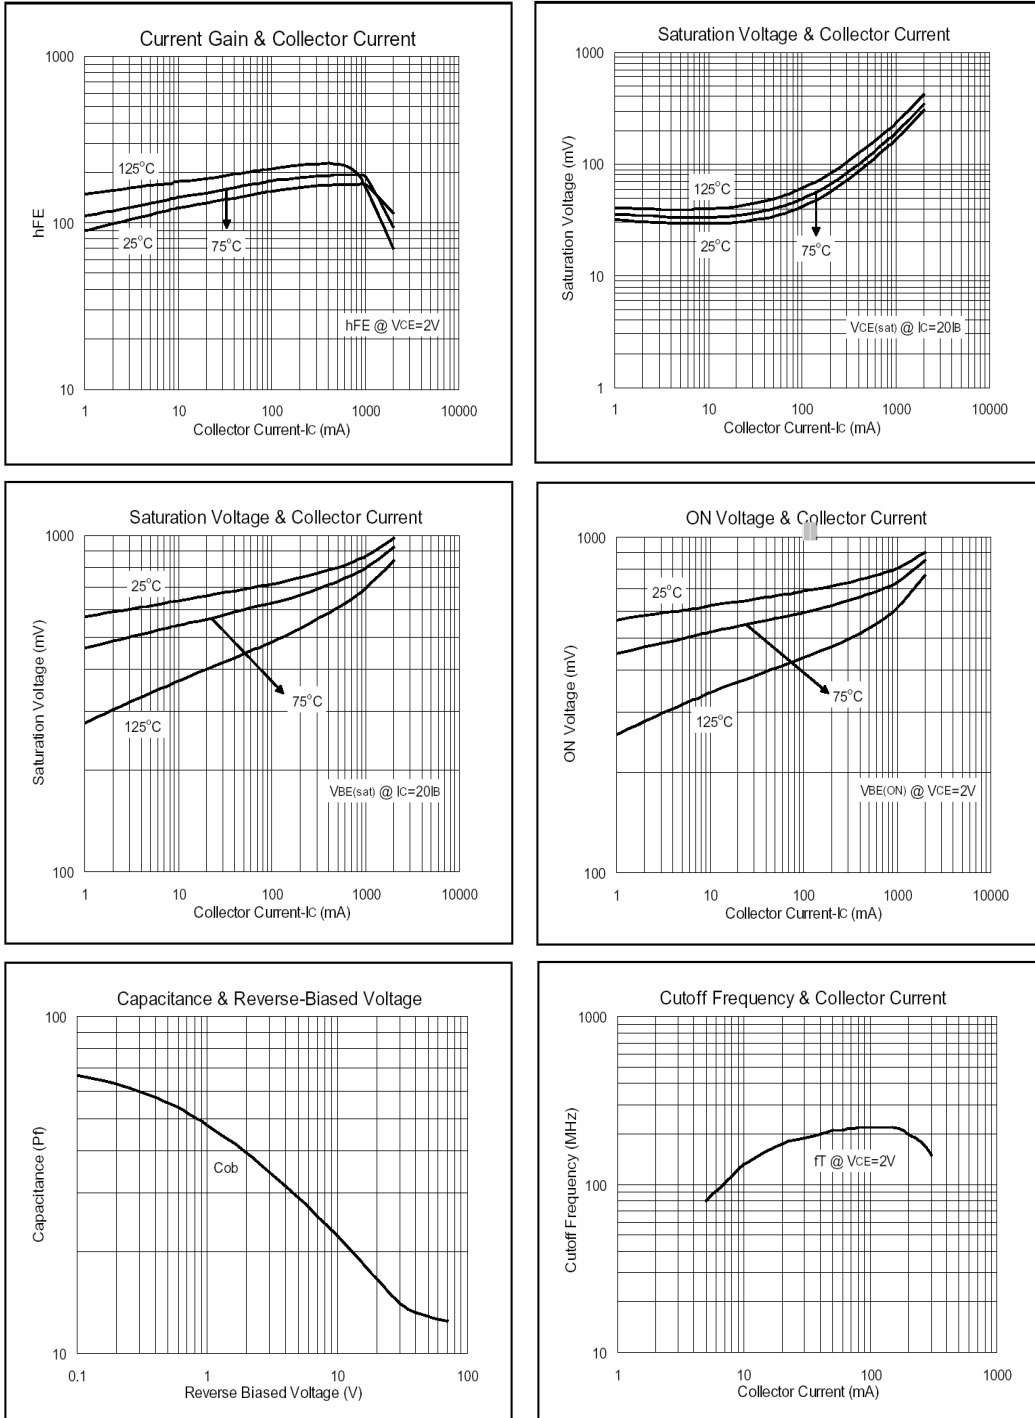 Current Gain & Collector Current
1000
100
10
hFE
125°C
25°C
75°C
hFE @ VCE=2V
1 10 100 1000 10000
Collector Current-IC (mA)
Saturation Voltage & Collector Current
1000
100
10
1
Saturation Voltage (mV)
125°C
25°C
75°C
VCE(sat) @ IC=20IB
1 10 100 1000 10000
Collector Current-IC (mA)
Saturation Voltage & Collector Current
1000
100
Saturation Voltage (mV)
25°C
75°C
125°C
VBE(sat) @ IC=20IB
1 10 100 1000 10000
Collector Current-IC (mA)
ON Voltage & Collector Current
1000
100
ON Voltage (mV)
25°C
75°C
125°C
VBE(ON) @ VCE=2V
1 10 100 1000 10000
Collector Current-IC (mA)
Capacitance & Reverse-Biased Voltage
100
10
Capacitance (Pf)
Cob
0.1 1 10 100
Reverse Biased Voltage (V)
Cutoff Frequency & Collector Current
1000
100
10
Cutoff Frequency (MHz)
fT @ VCE=2V
1 10 100 1000
Collector Current (mA)